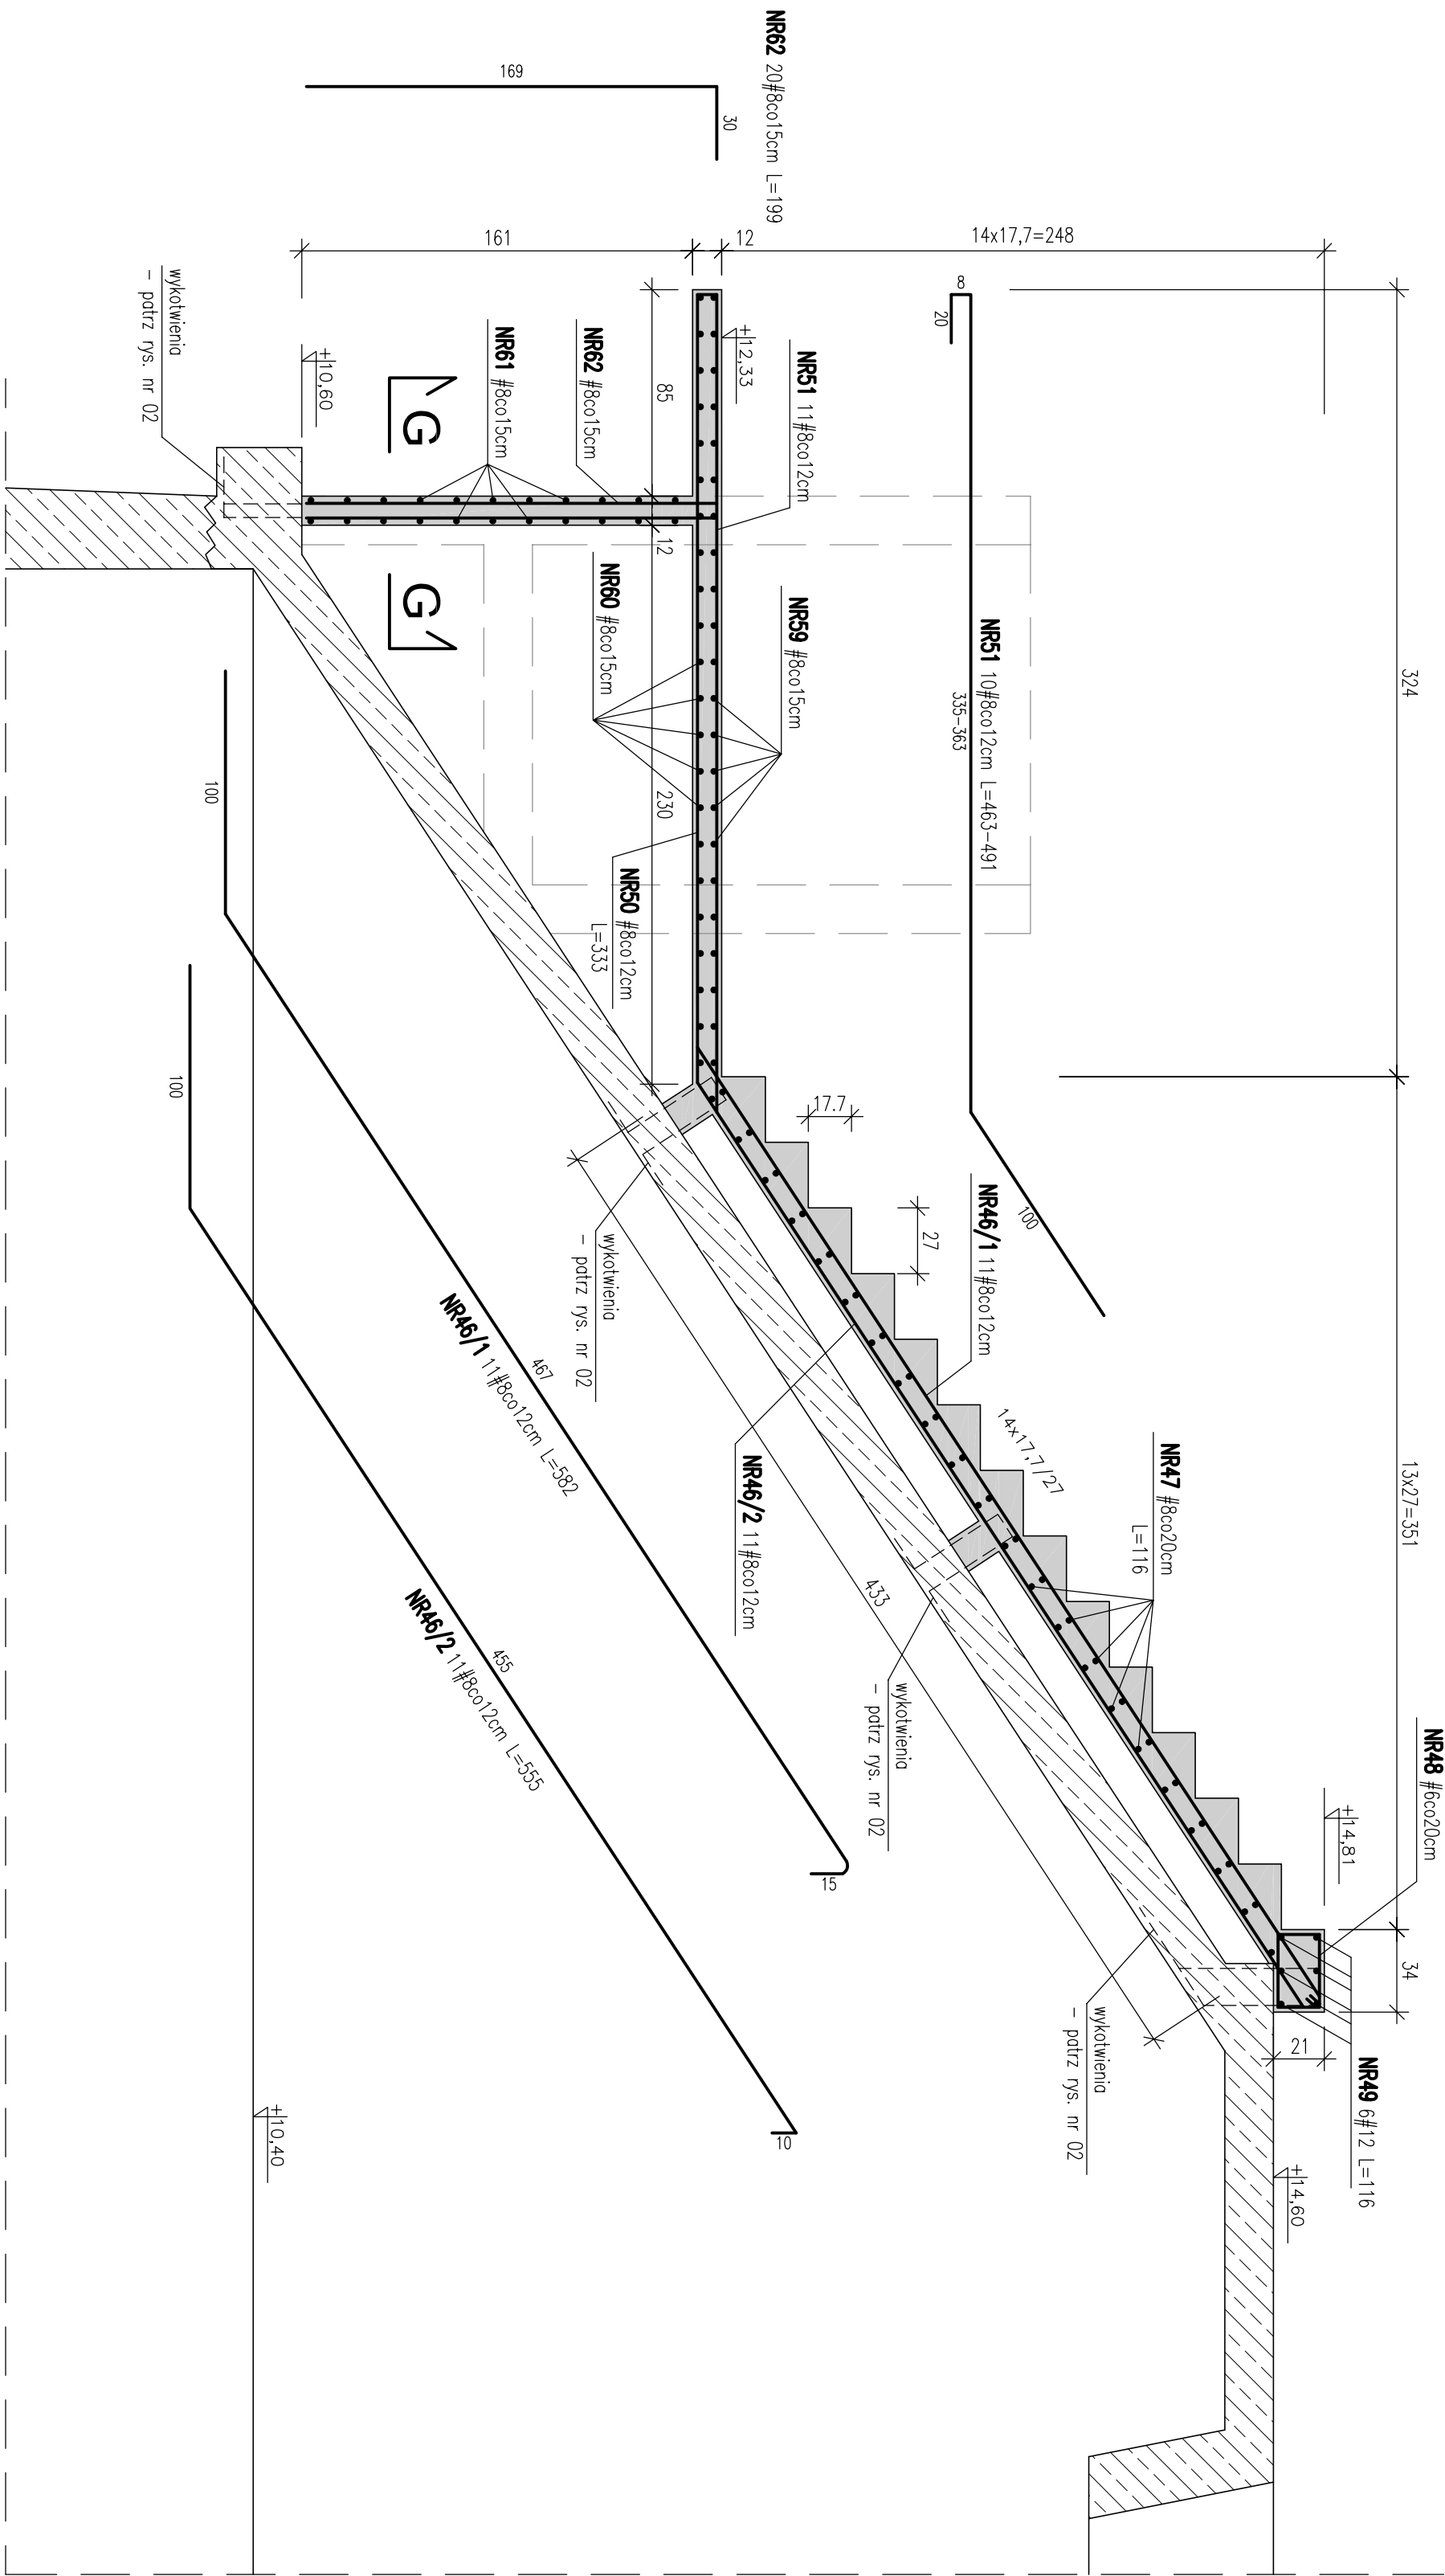 324
13x27=351
34
NR48 #6co20cm
+14,81
14x17,7=248
12
161
21
NR49 6#12 L=116
+14,60
8
20
NR51 10#8co12cm L=463-491
335-363
100
NR62 20#8co15cm L=199
169
30
NR47 #8co20cm
L=116
14x17,7/27
NR46/1 11#8co12cm
27
17.7
+12,33
NR51 11#8co12cm
NR59 #8co15cm
85
12
230
NR62 #8co15cm
NR61 #8co15cm
NR60 #8co15cm
NR50 #8co12cm
L=333
G
G
+10,60
wykotwienia
- patrz rys. nr 02
wykotwienia
- patrz rys. nr 02
NR46/2 11#8co12cm
433
wykotwienia
- patrz rys. nr 02
wykotwienia
- patrz rys. nr 02
100
467
NR46/1 11#8co12cm L=582
15
100
455
NR46/2 11#8co12cm L=555
10
+10,40